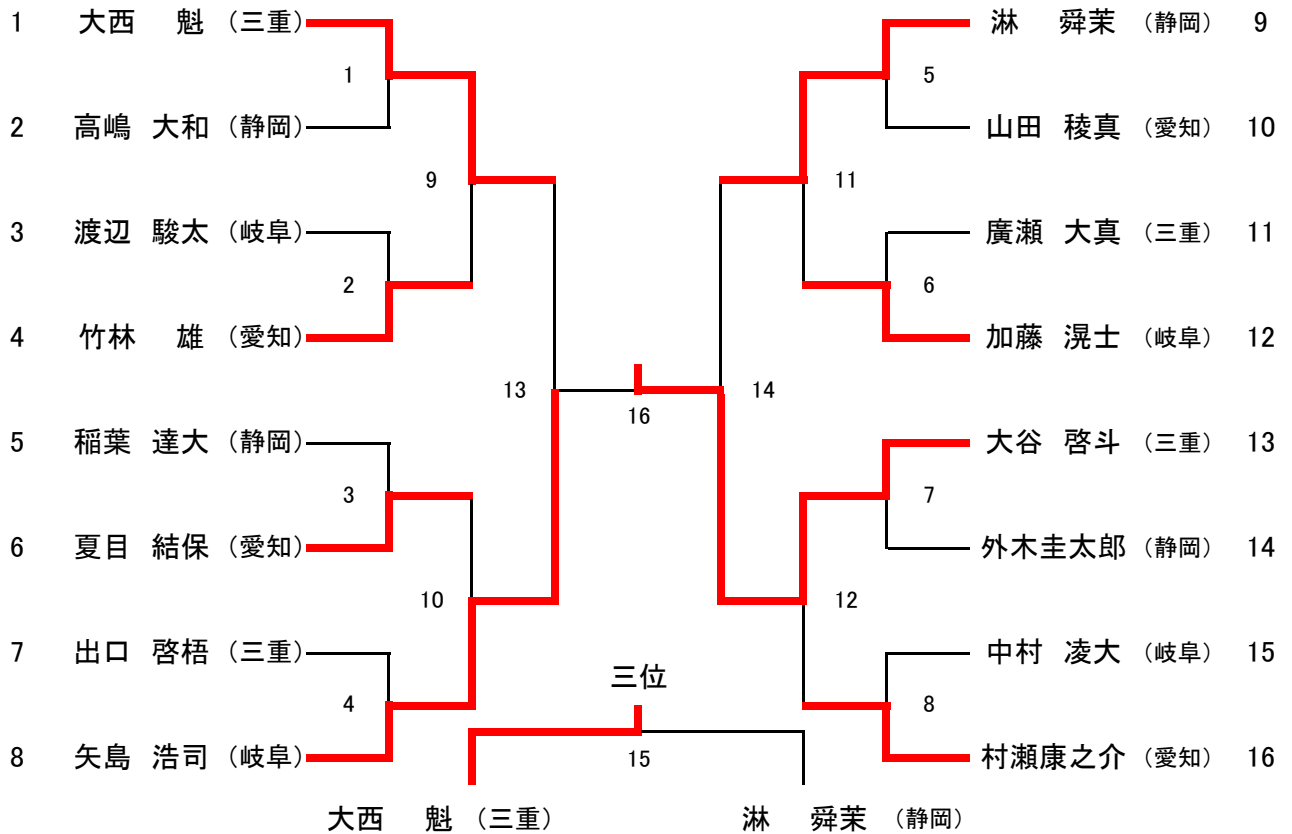 1 大西 魁 (三重) 淋 舜茉 (静岡) 9
1 5
2 高嶋 大和 (静岡) 山田 稜真 (愛知) 10
9 11
3 渡辺 駿太 (岐阜) 廣瀬 大真 (三重) 11
2 6
4 竹林 雄 (愛知) 加藤 滉士 (岐阜) 12
13 14
16
5 稲葉 達大 (静岡) 大谷 啓斗 (三重) 13
3 7
6 夏目 結保 (愛知) 外木圭太郎 (静岡) 14
10 12
7 出口 啓梧 (三重) 中村 凌大 (岐阜) 15
三位
4 8
8 矢島 浩司 (岐阜) 15 村瀬康之介 (愛知) 16
大西 魁 (三重) 淋 舜茉 (静岡)